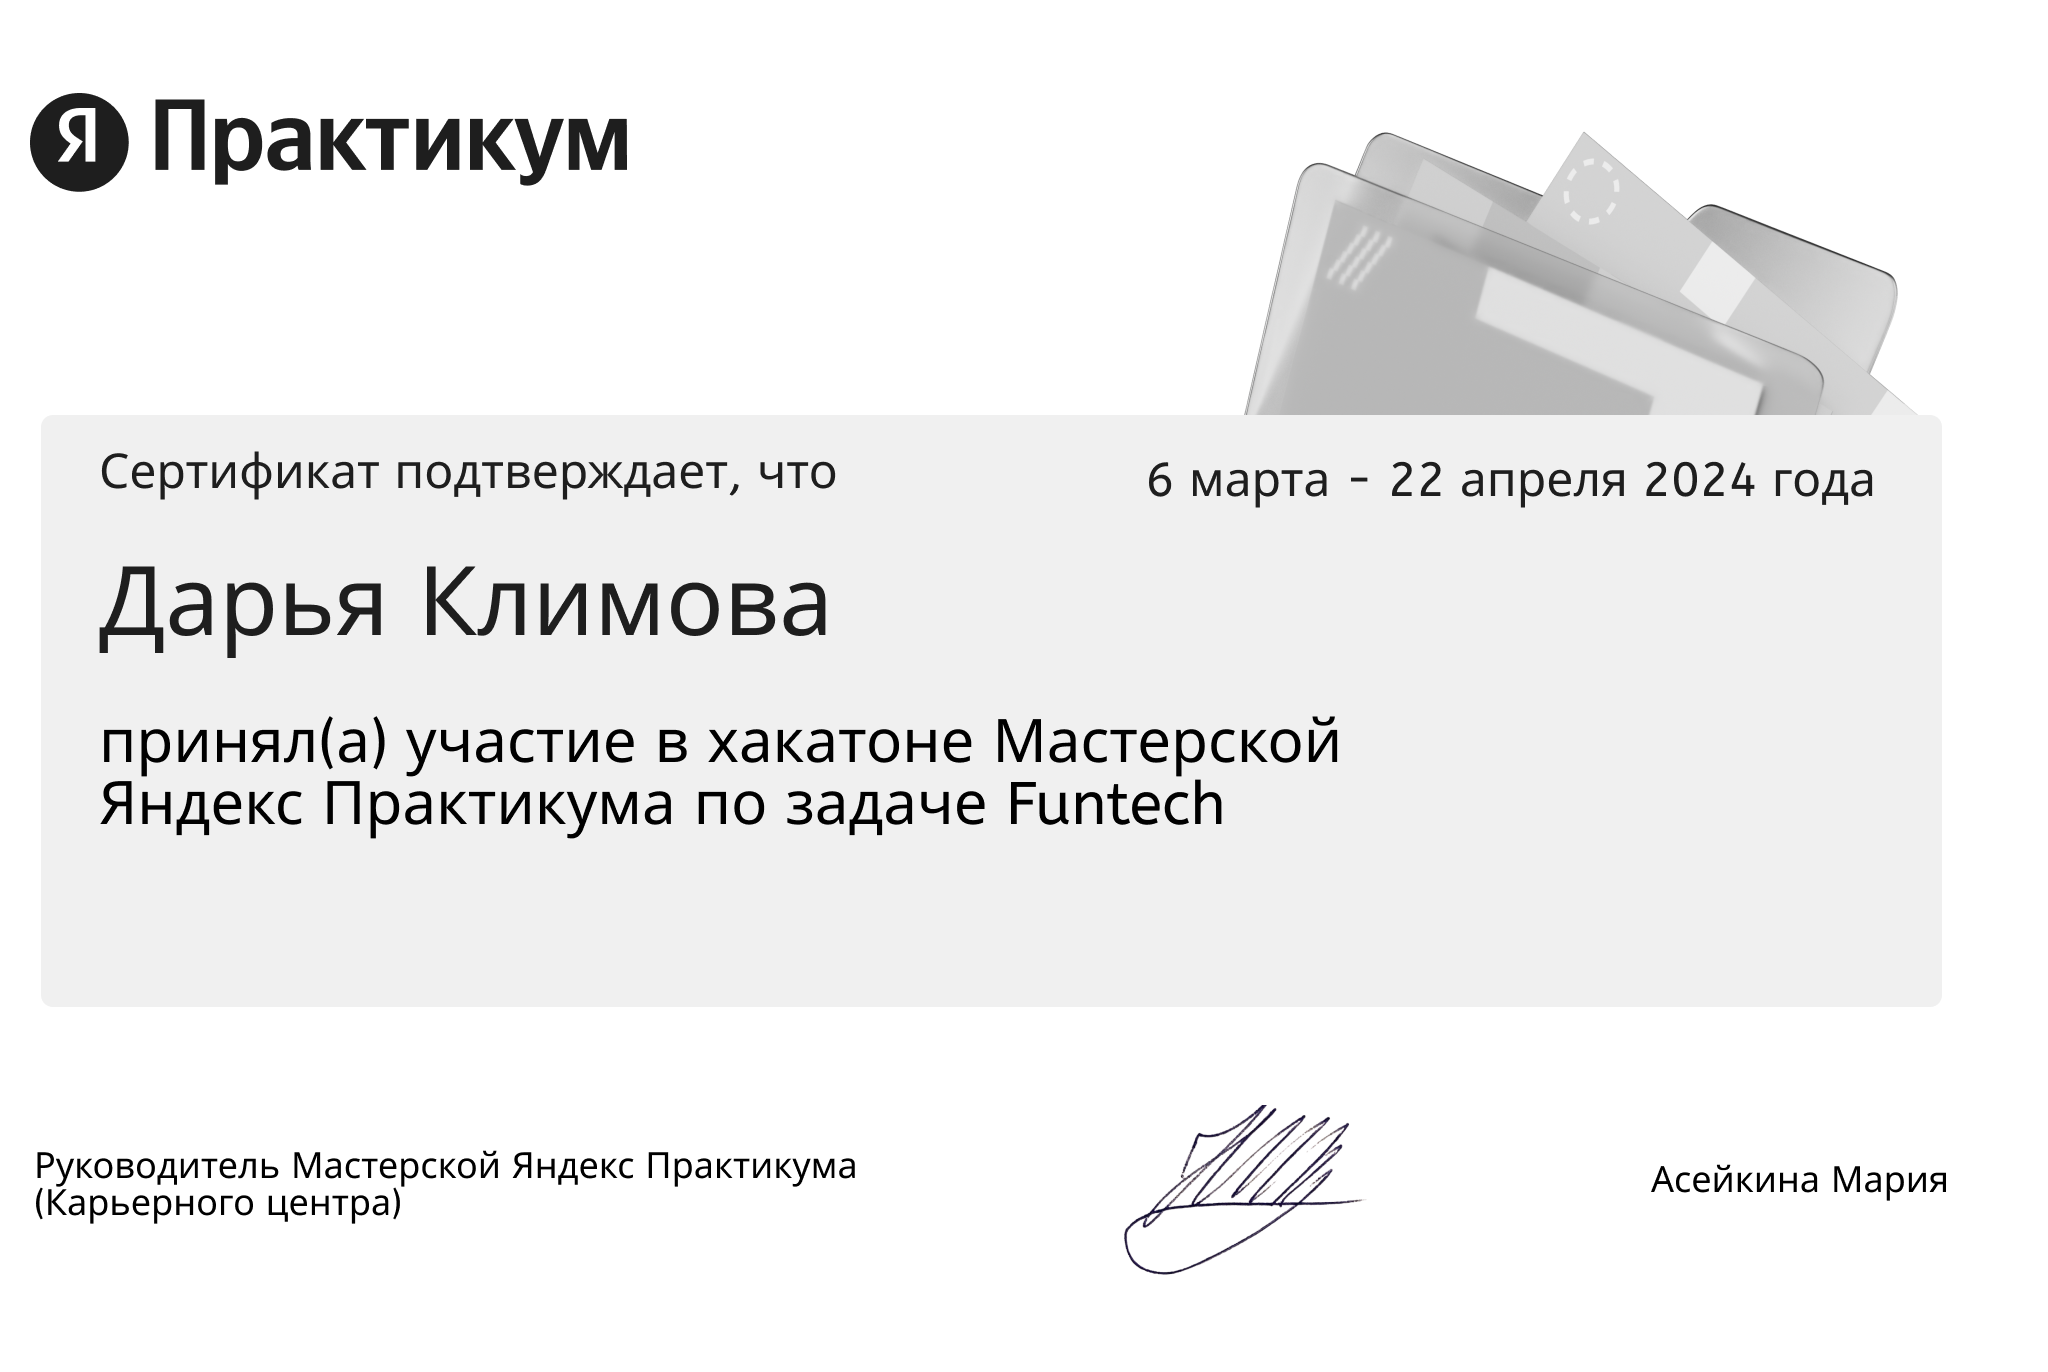 Я Практикум
Сертификат подтверждает, что
6 марта - 22 апреля 2024 года
Дарья Климова
принял(а) участие в хакатоне Мастерской
Яндекс Практикума по задаче Funtech
Руководитель Мастерской Яндекс Практикума
(Карьерного центра)
Асейкина Мария